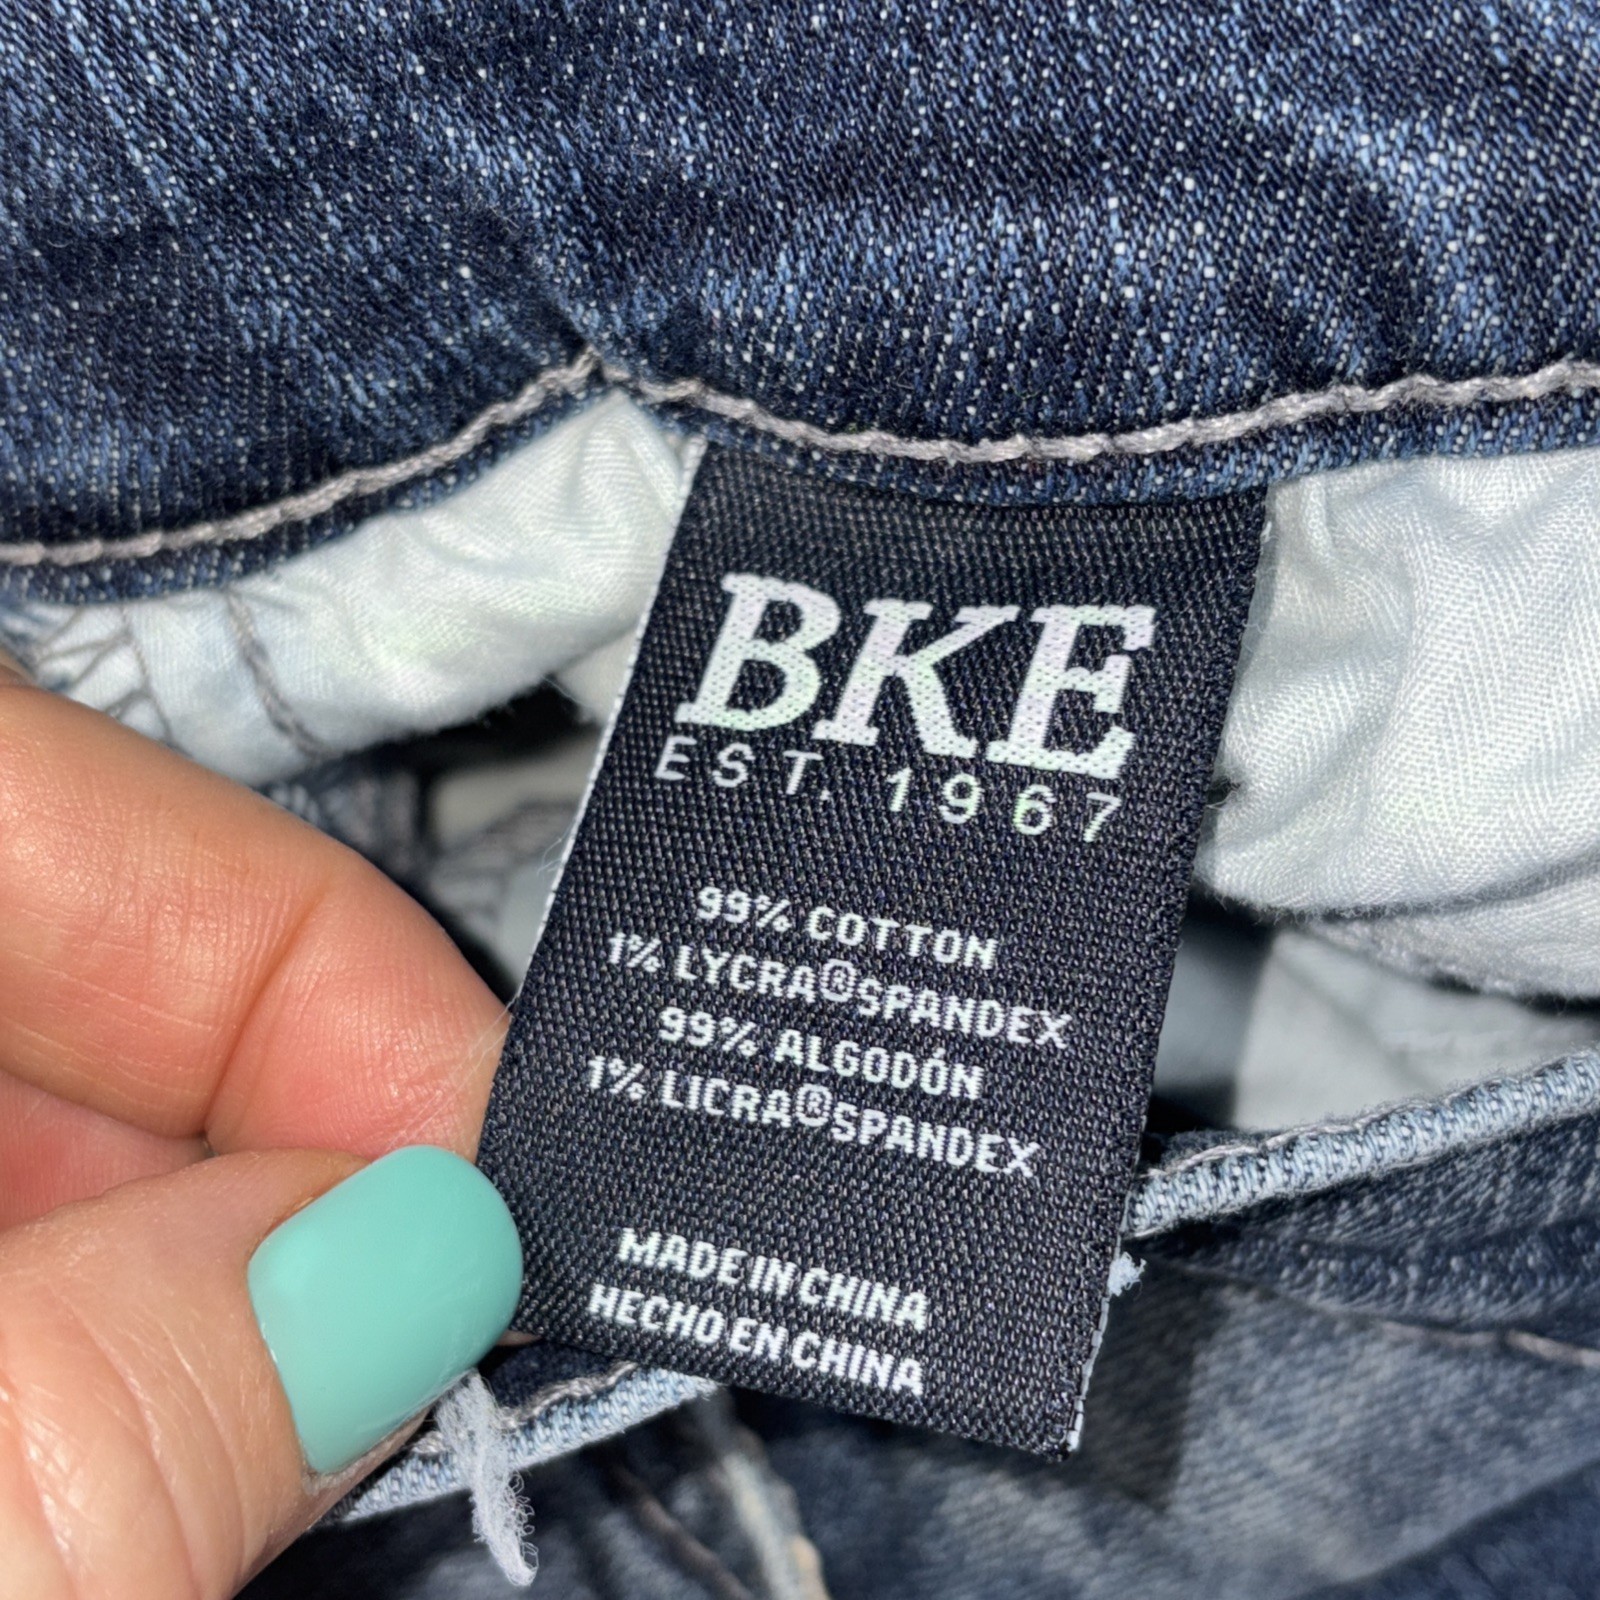 BKE
EST. 1967
99% COTTON
1% LYCRA®SPANDEX
99% ALGODÓN
1% LICRA®SPANDEX
MADE IN CHINA
HECHO EN CHINA